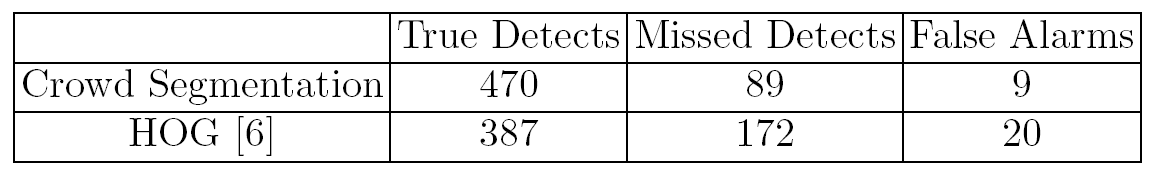 True Detects Missed Detects False Alarms
Crowd Segmentation 470 89 9
HOG [6] 387 172 20